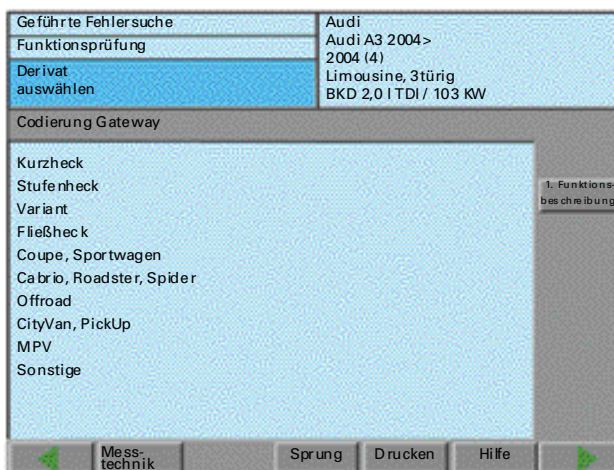 Geführte Fehlersuche
Funktionsprüfung
Derivat
auswählen
Audi
Audi A3 2004>
2004 (4)
Limousine, 3türig
BKD 2,0 l TDI / 103 KW
Codierung Gateway
Kurzheck
Stufenheck
Variant
Fließheck
Coupe, Sportwagen
Cabrio, Roadster, Spider
Offroad
CityVan, PickUp
MPV
Sonstige
1. Funktions-
beschreibung
Mess-
technik
Sprung
Drucken
Hilfe